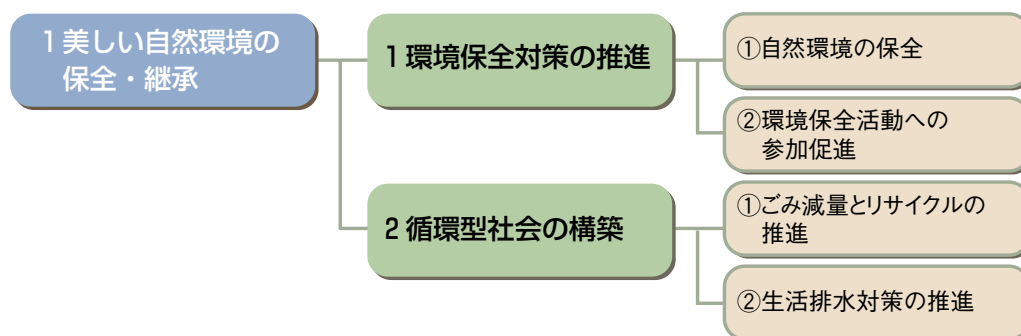 1美しい自然環境の
保全・継承
1環境保全対策の推進
①自然環境の保全
②環境保全活動への
参加促進
2循環型社会の構築
①ごみ減量とリサイクルの
推進
②生活排水対策の推進